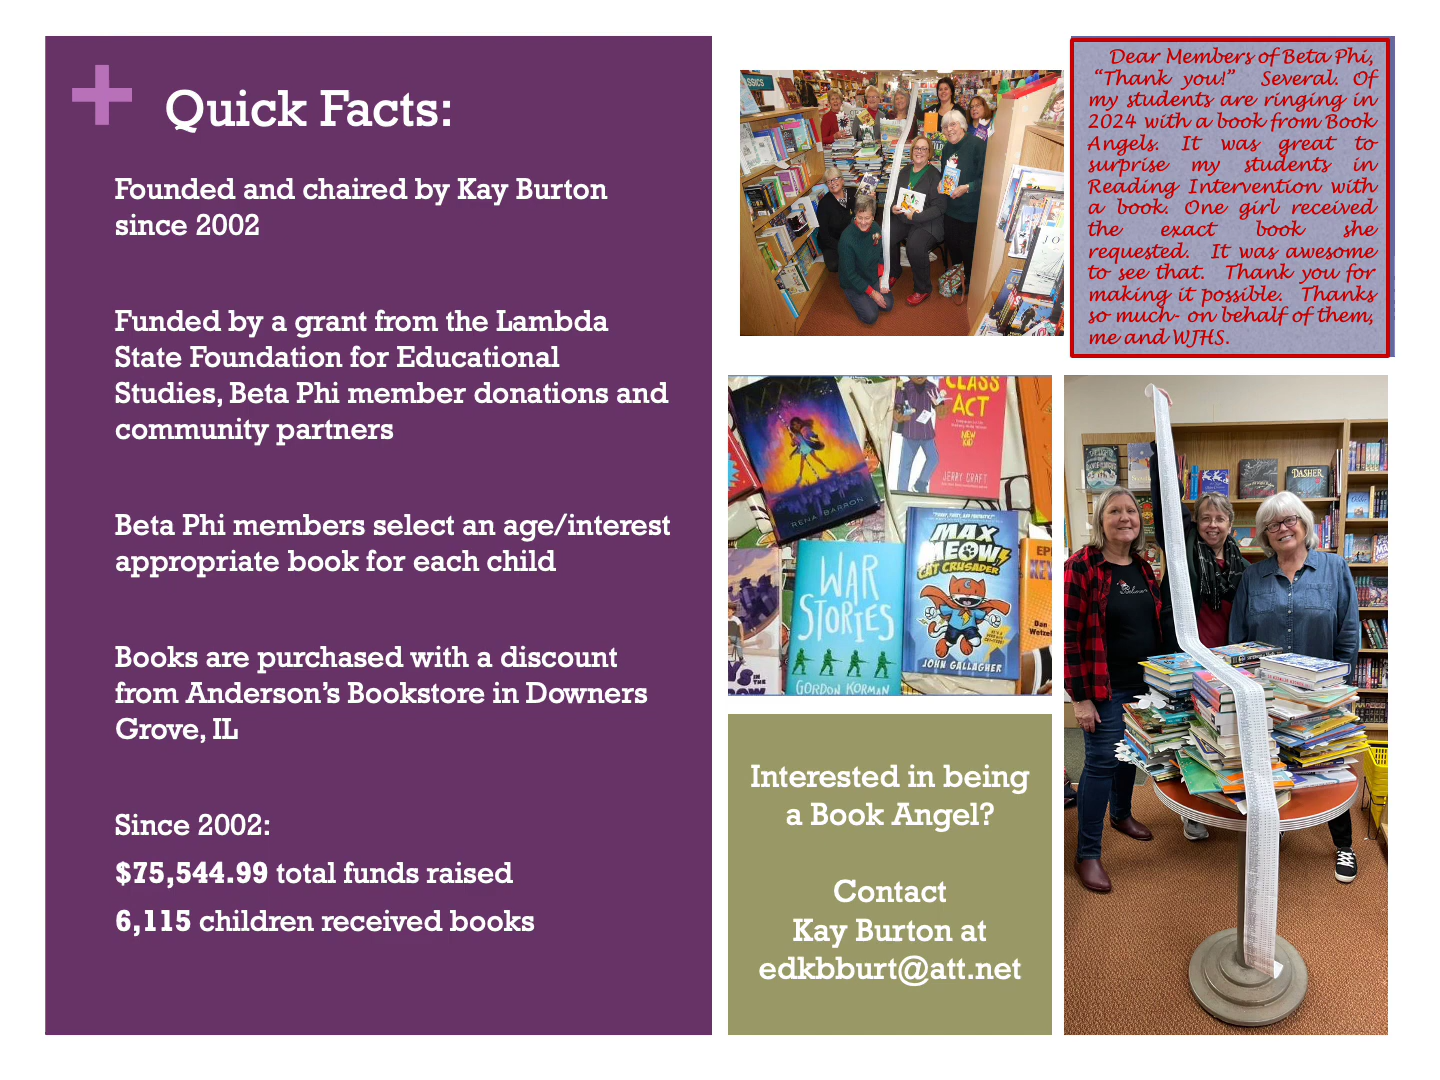 +
Quick Facts:
Founded and chaired by Kay Burton
since 2002
Funded by a grant from the Lambda
State Foundation for Educational
Studies, Beta Phi member donations and
community partners
Beta Phi members select an age/interest
appropriate book for each child
Books are purchased with a discount
from Anderson’s Bookstore in Downers
Grove, IL
Since 2002:
$75,544.99 total funds raised
6,115 children received books
Dear Members of Beta Phi,
“Thank you!” Several. Of
my students are ringing in
2024 with a book from Book
Angels. It was great to
surprise my students in
Reading Intervention with
a book. One girl received
the exact book she
requested. It was awesome
to see that. Thank you for
making it possible. Thanks
so much- on behalf of them,
me and WJHS.
RENA BARRON
CLASS
ACT
NEW
KID
JERRY CRAFT
MAX
MEOW
CAT CRUSADER
JOHN GALLAGHER
WAR
STORIES
GORDON KORMAN
Dan
DASHER
Interested in being
a Book Angel?
Contact
Kay Burton at
edkbburt@att.net